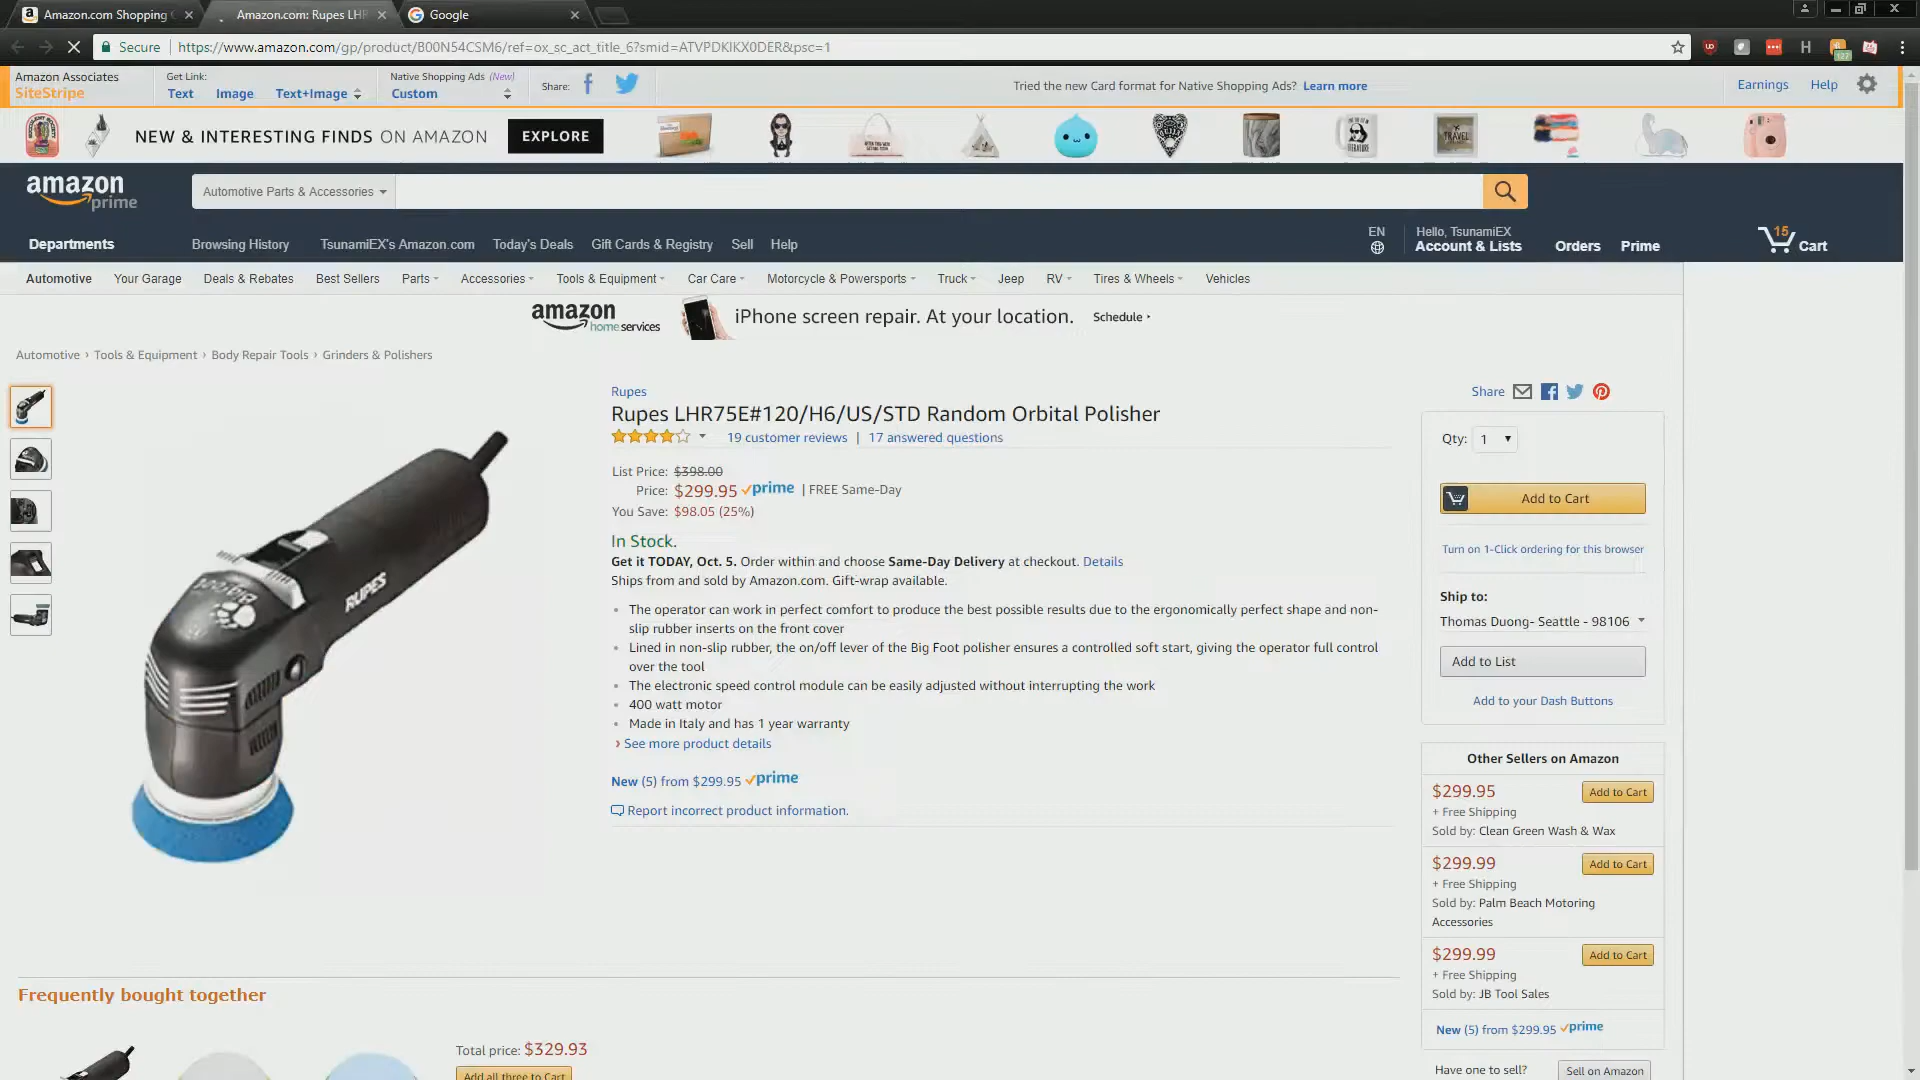 Amazon.com Shopping C
Amazon.com: Rupes LHR
Google
Secure
https://www.amazon.com/gp/product/B00N54CSM6/ref=ox_sc_act_title_6?smid=ATVPDKIKX0DER&psc=1
Amazon Associates
SiteStripe
Get Link:
Text Image Text+Image
Native Shopping Ads (New)
Custom
Share:
Tried the new Card format for Native Shopping Ads? Learn more
Earnings Help
NEW & INTERESTING FINDS ON AMAZON EXPLORE
amazon
prime
Automotive Parts & Accessories
Departments
Browsing History TsunamiEX's Amazon.com Today's Deals Gift Cards & Registry Sell Help
EN
Hello, TsunamiEX
Account & Lists
Orders Prime
15
Cart
Automotive Your Garage Deals & Rebates Best Sellers Parts Accessories Tools & Equipment Car Care Motorcycle & Powersports Truck Jeep RV Tires & Wheels Vehicles
amazon
home services
iPhone screen repair. At your location. Schedule
Automotive › Tools & Equipment › Body Repair Tools › Grinders & Polishers
Rupes
Rupes LHR75E#120/H6/US/STD Random Orbital Polisher
19 customer reviews | 17 answered questions
List Price: $398.00
Price: $299.95 prime | FREE Same-Day
You Save: $98.05 (25%)
In Stock.
Get it TODAY, Oct. 5. Order within and choose Same-Day Delivery at checkout. Details
Ships from and sold by Amazon.com. Gift-wrap available.
The operator can work in perfect comfort to produce the best possible results due to the ergonomically perfect shape and non-
slip rubber inserts on the front cover
Lined in non-slip rubber, the on/off lever of the Big Foot polisher ensures a controlled soft start, giving the operator full control
over the tool
The electronic speed control module can be easily adjusted without interrupting the work
400 watt motor
Made in Italy and has 1 year warranty
› See more product details
New (5) from $299.95 prime
Report incorrect product information.
BIGFOOT
RUPES
Share
Qty: 1
Add to Cart
Turn on 1-Click ordering for this browser
Ship to:
Thomas Duong- Seattle - 98106
Add to List
Add to your Dash Buttons
Other Sellers on Amazon
$299.95 Add to Cart
+ Free Shipping
Sold by: Clean Green Wash & Wax
$299.99 Add to Cart
+ Free Shipping
Sold by: Palm Beach Motoring
Accessories
$299.99 Add to Cart
+ Free Shipping
Sold by: JB Tool Sales
New (5) from $299.95 prime
Have one to sell? Sell on Amazon
Frequently bought together
Total price: $329.93
Add all three to Cart